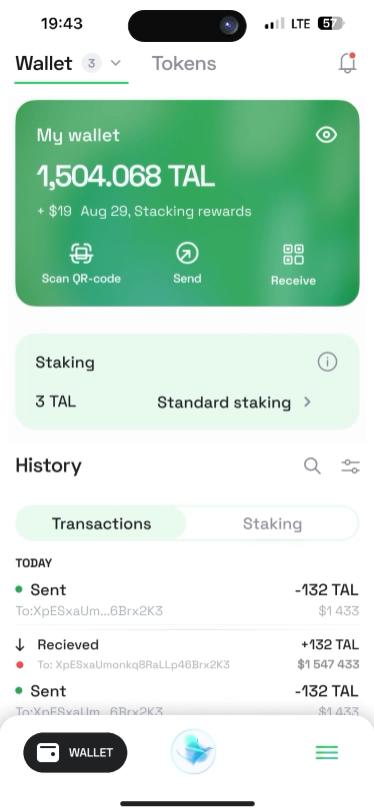 19:43
LTE 57
Wallet 3 Tokens
My wallet
1,504.068 TAL
+ $19 Aug 29, Stacking rewards
Scan QR-code Send Receive
Staking
3 TAL Standard staking
History
Transactions Staking
TODAY
Sent -132 TAL
To:XpESxaUm...6Brx2K3 $1 433
Recieved +132 TAL
To: XpESxaUmonkq8RaLLp46Brx2K3 $1 547 433
Sent -132 TAL
To:XpESxaUm...6Brx2K3 $1 433
WALLET